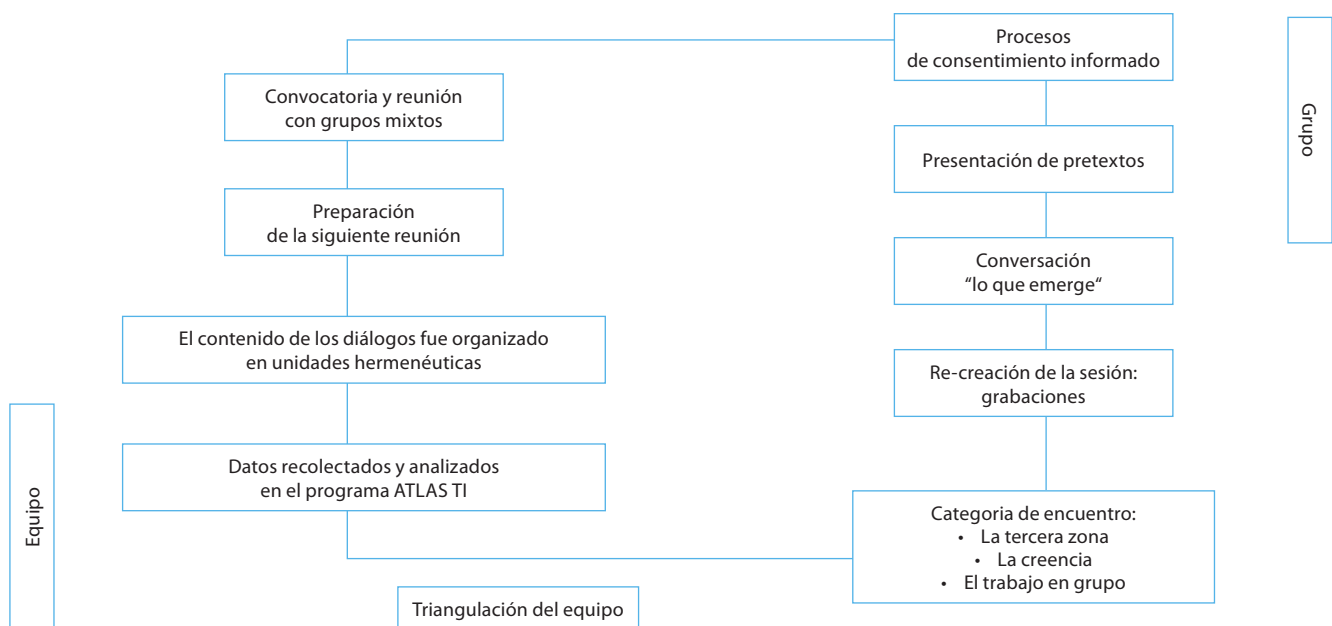 Procesos
de consentimiento informado
Convocatoria y reunión
con grupos mixtos
Grupo
Presentación de pretextos
Preparación
de la siguiente reunión
Conversación
“lo que emerge“
El contenido de los diálogos fue organizado
en unidades hermenéuticas
Re-creación de la sesión:
grabaciones
Equipo
Datos recolectados y analizados
en el programa ATLAS TI
Categoria de encuentro:
• La tercera zona
• La creencia
• El trabajo en grupo
Triangulación del equipo